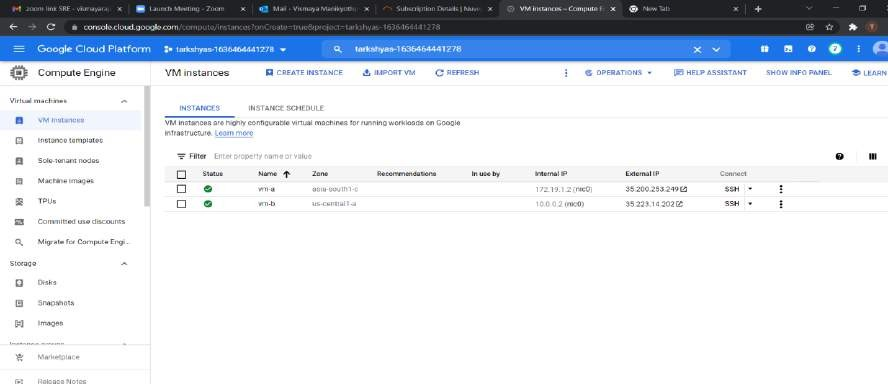 zoom link SRE - vismayaraj
Launch Meeting - Zoom
Mail - Vismaya Manikyoth
Subscription Details | Nuve
VM instances – Compute E
New Tab
console.cloud.google.com/compute/instances?onCreate=true&project=tarkshyas-1636464441278
Google Cloud Platform
tarkshyas-1636464441278
tarkshyas-1636464441278
2
Compute Engine
VM instances
CREATE INSTANCE
IMPORT VM
REFRESH
OPERATIONS
HELP ASSISTANT
SHOW INFO PANEL
LEARN
Virtual machines
VM instances
Instance templates
Sole-tenant nodes
Machine images
TPUs
Committed use discounts
Migrate for Compute Engi...
Storage
Disks
Snapshots
Images
Instance groups
Marketplace
Release Notes
INSTANCES
INSTANCE SCHEDULE
VM instances are highly configurable virtual machines for running workloads on Google
infrastructure. Learn more
Filter Enter property name or value
Status Name Zone Recommendations In use by Internal IP External IP Connect
vm-a asia-south1-c 172.19.1.2 (nic0) 35.200.253.249 SSH
vm-b us-central1-a 10.0.0.2 (nic0) 35.223.14.202 SSH